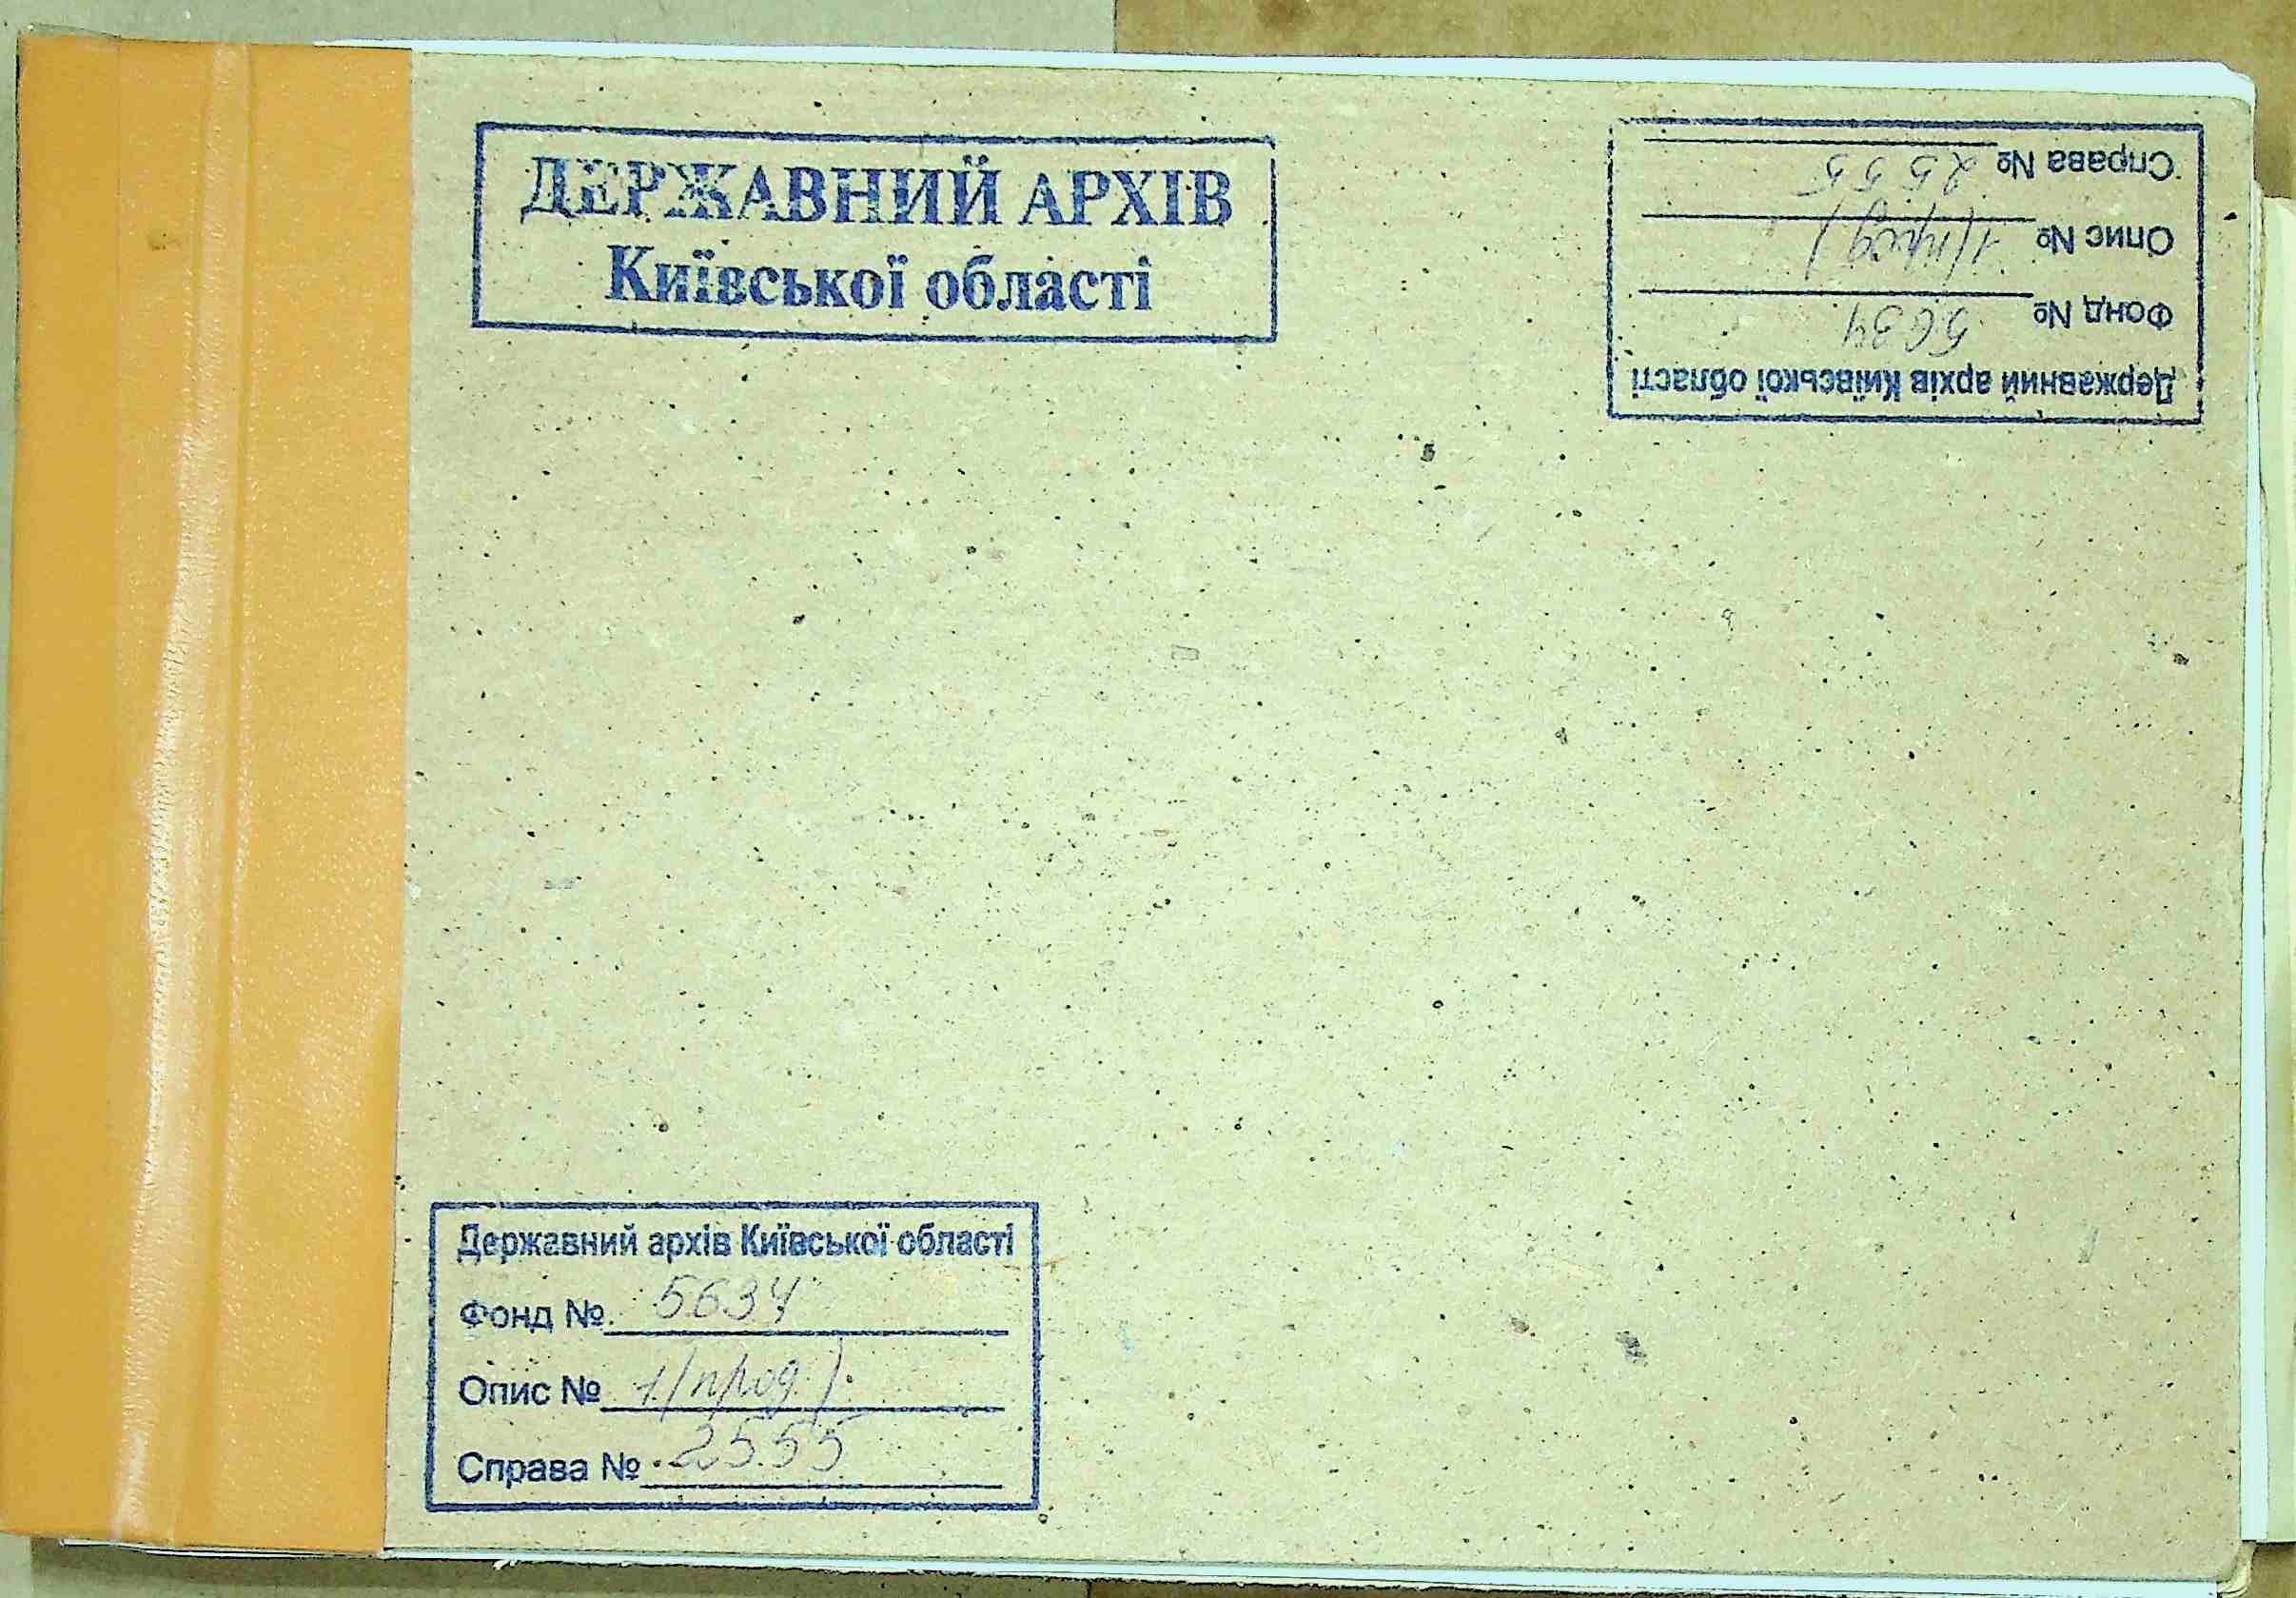 ДЕРЖАВНИЙ АРХІВ
Київської області
Державний архів Київської області
Фонд № 5634
Опис № 1 (прод)
Справа № 2555
Державний архів Київської області
Фонд № 5634
Опис № 1 (прод.)
Справа № 2555